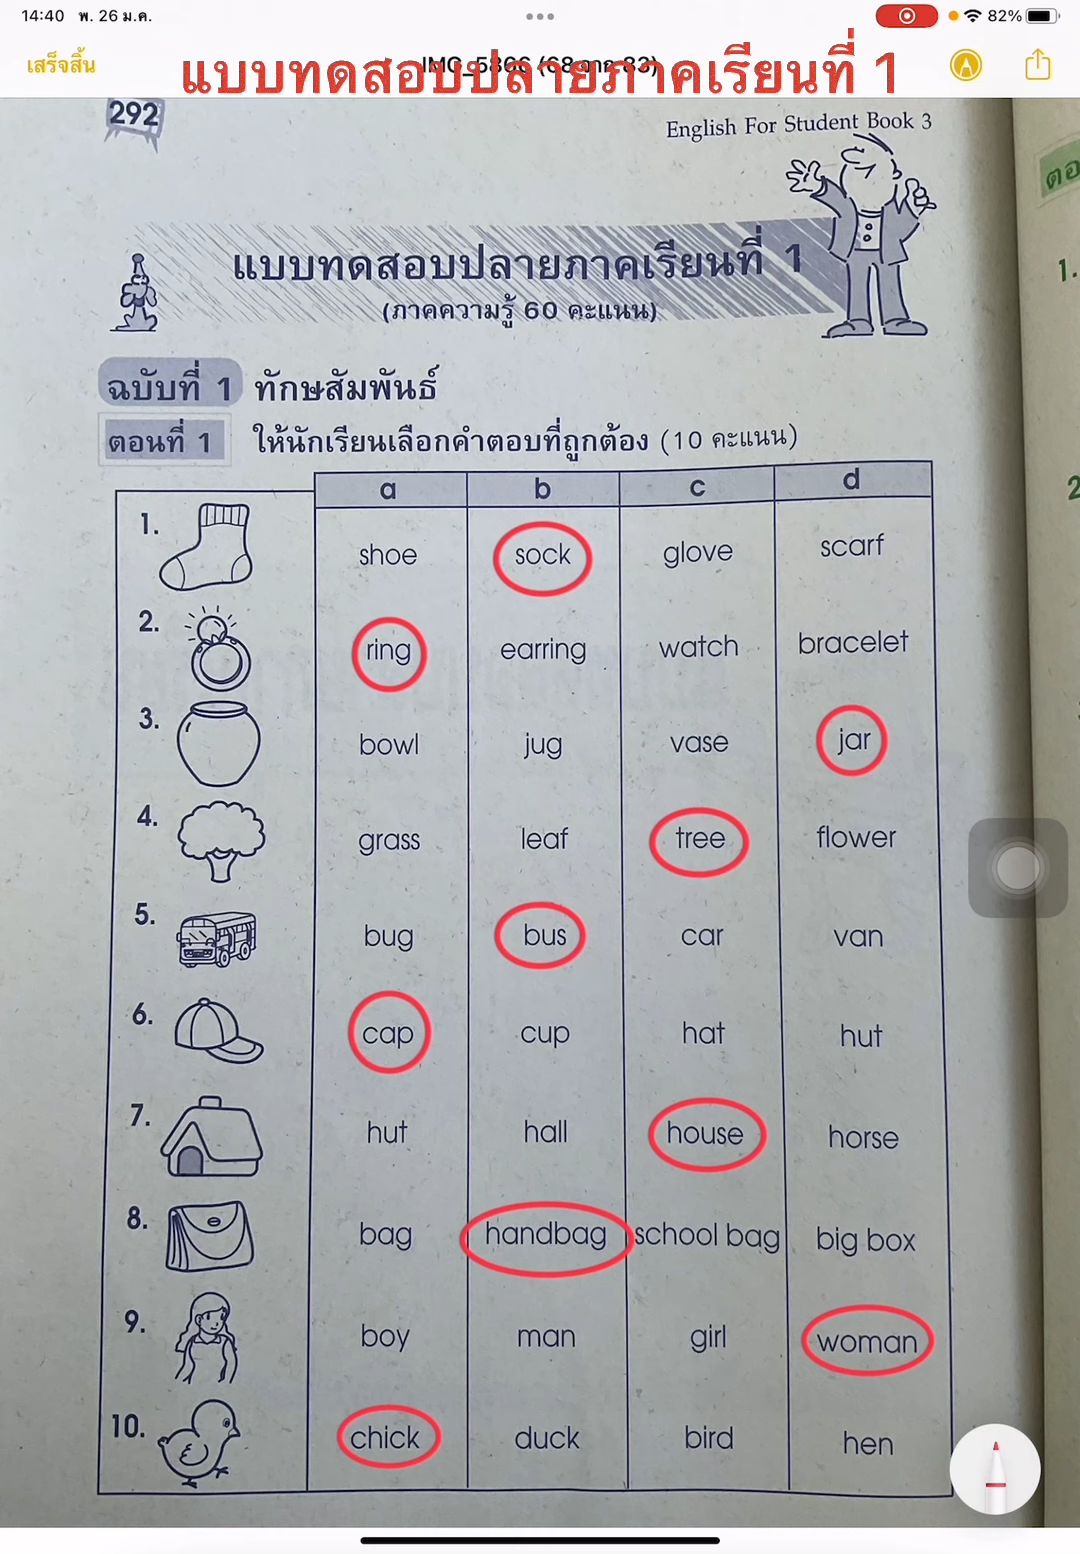 14:40 พ. 26 ม.ค.
82%
เสร็จสิ้น
แบบทดสอบปลายภาคเรียนที่ 1
292
English For Student Book 3
แบบทดสอบปลายภาคเรียนที่ 1
(ภาคความรู้ 60 คะแนน)
ฉบับที่ 1 ทักษสัมพันธ์
ตอนที่ 1 ให้นักเรียนเลือกคำตอบที่ถูกต้อง (10 คะแนน)
a b c d
1. shoe sock glove scarf
2. ring earring watch bracelet
3. bowl jug vase jar
4. grass leaf tree flower
5. bug bus car van
6. cap cup hat hut
7. hut hall house horse
8. bag handbag school bag big box
9. boy man girl woman
10. chick duck bird hen
1.
2